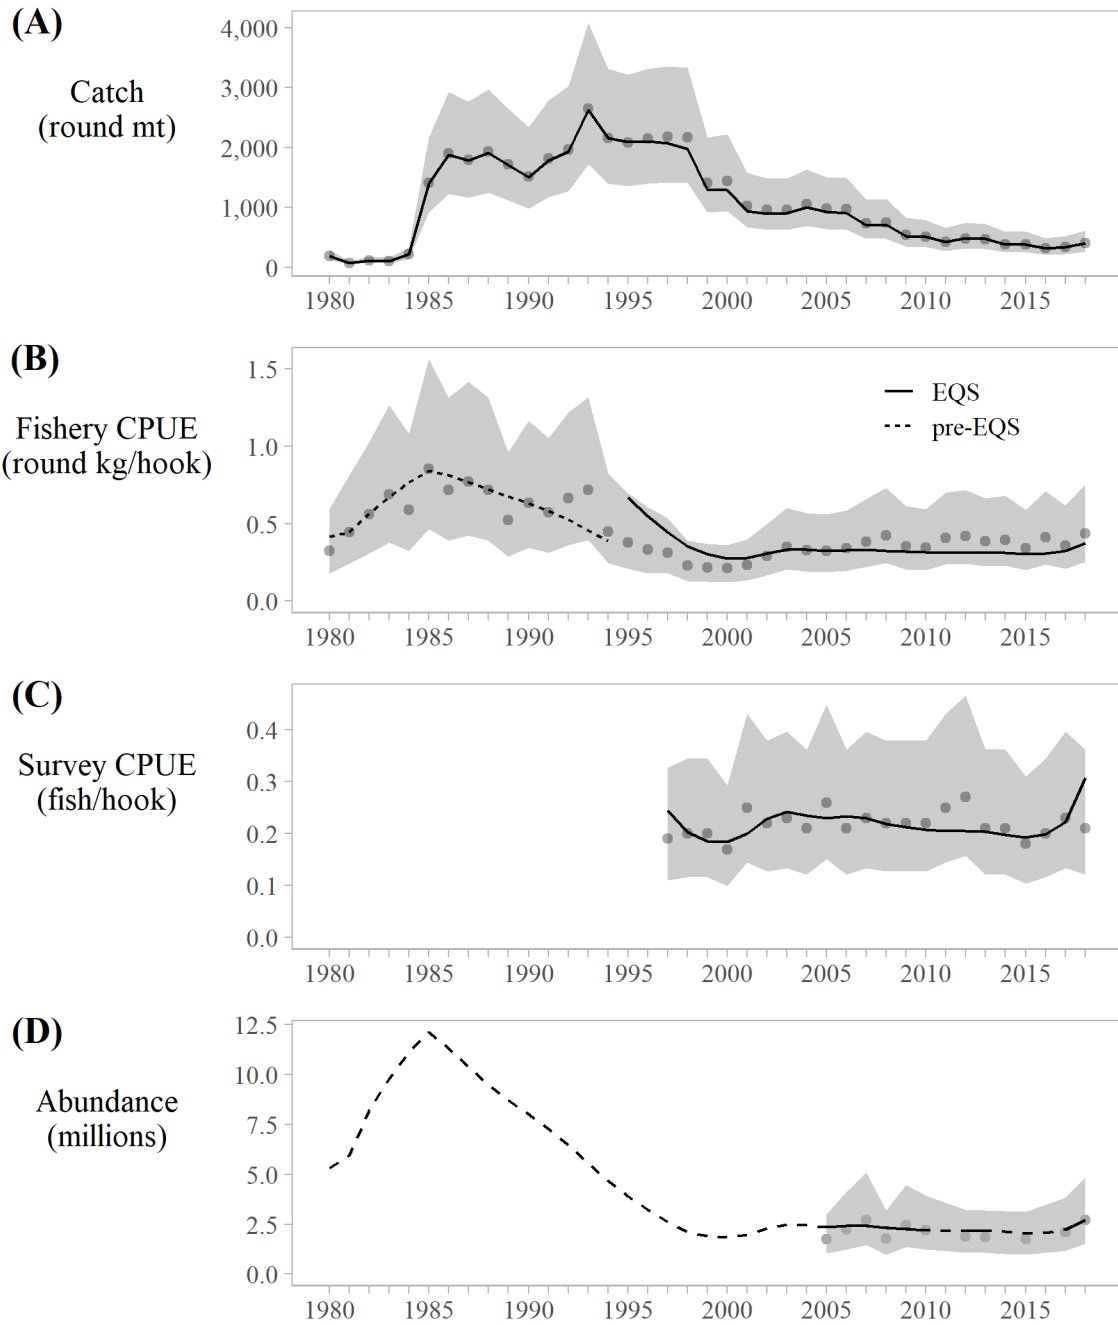 (A)
Catch
(round mt)
4,000
3,000
2,000
1,000
0
1980 1985 1990 1995 2000 2005 2010 2015
(B)
Fishery CPUE
(round kg/hook)
1.5
1.0
0.5
0.0
EQS
pre-EQS
1980 1985 1990 1995 2000 2005 2010 2015
(C)
Survey CPUE
(fish/hook)
0.4
0.3
0.2
0.1
0.0
1980 1985 1990 1995 2000 2005 2010 2015
(D)
Abundance
(millions)
12.5
10.0
7.5
5.0
2.5
0.0
1980 1985 1990 1995 2000 2005 2010 2015